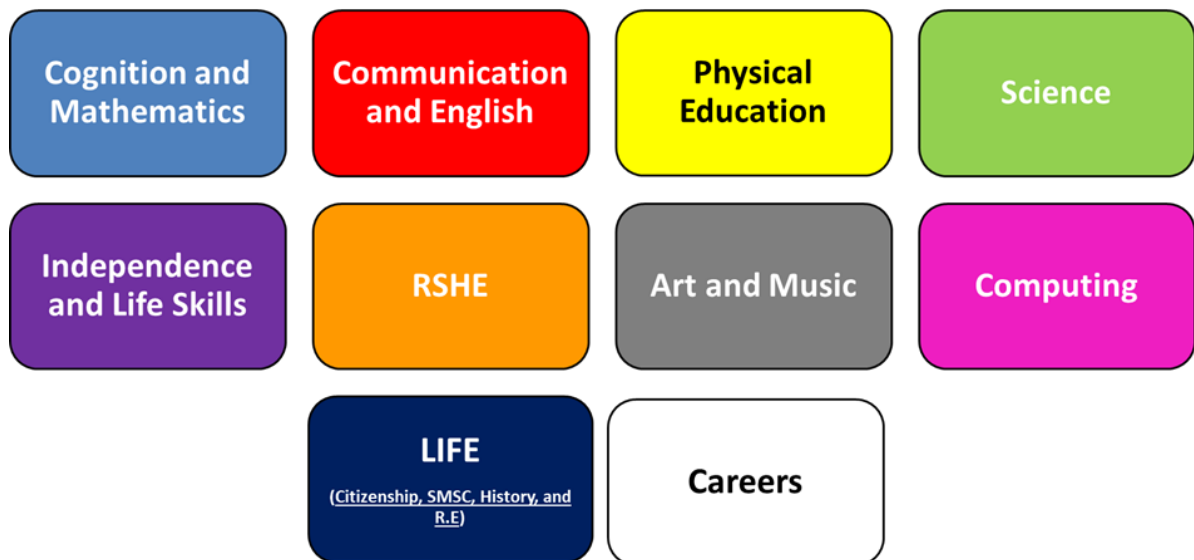 Cognition and
Mathematics
Communication
and English
Physical
Education
Science
Independence
and Life Skills
RSHE
Art and Music
Computing
LIFE
(Citizenship, SMSC, History, and
R.E)
Careers